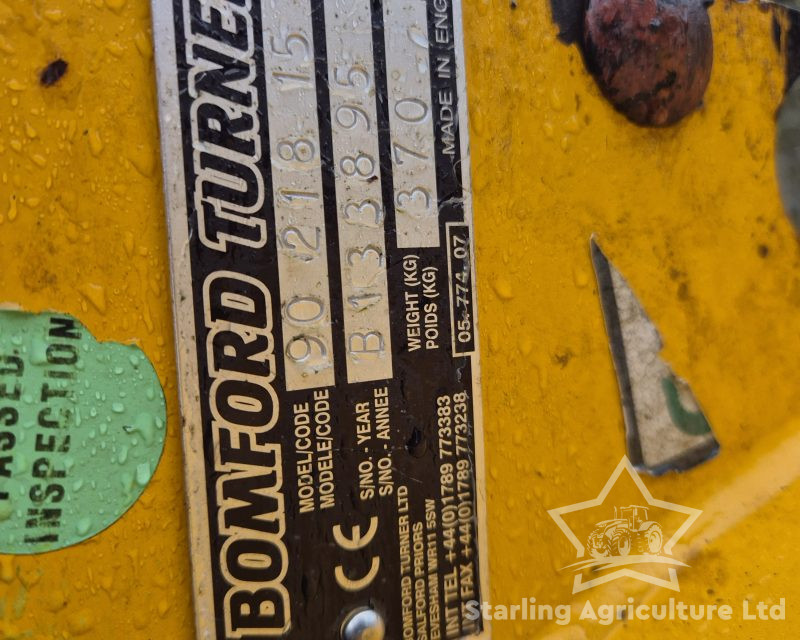 BOMFORD TURNE
MODEL/CODE
MODELE/CODE
90 218 15
S/NO. - YEAR
S/NO. - ANNEE
B133895
WEIGHT (KG)
POIDS (KG)
370
05. 774. 07
MADE IN ENG
CE
BOMFORD TURNER LTD
SALFORD PRIORS
EVESHAM WR11 5SW
INT TEL +44(0)1789 773383
FAX +44(0)1789 773238
PASSED
INSPECTION
Starling Agriculture Ltd